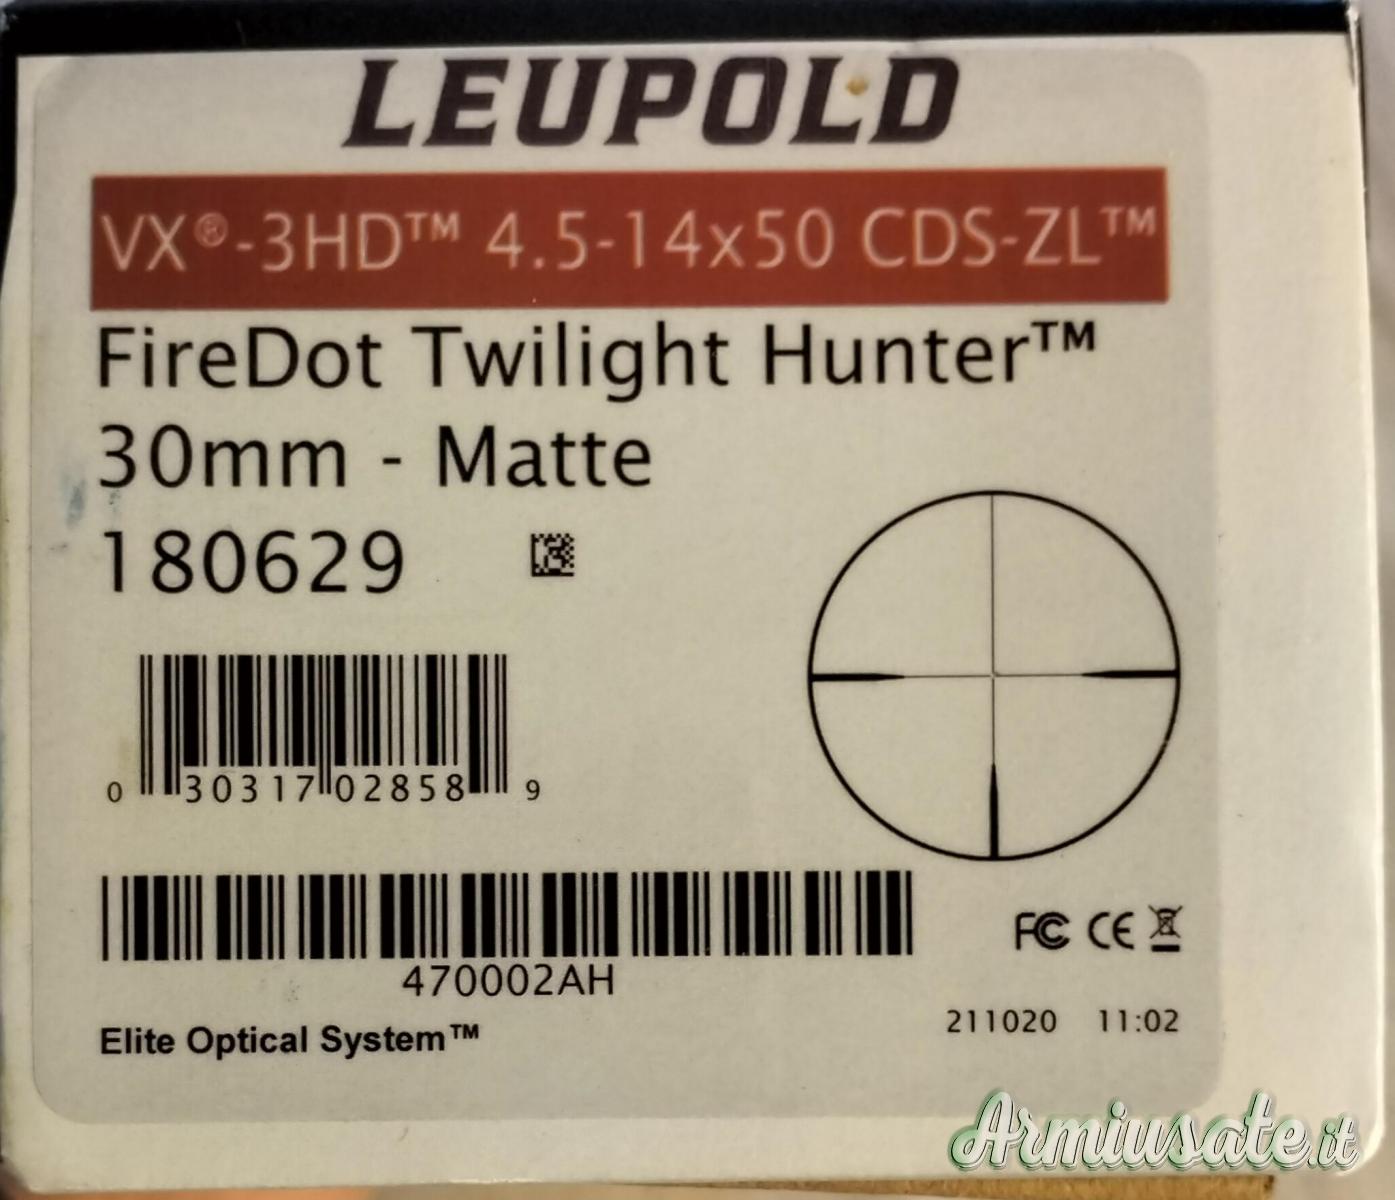 LEUPOLD
VX®-3HD™ 4.5-14x50 CDS-ZL™
FireDot Twilight Hunter™
30mm - Matte
180629
0 30317 02858 9
470002AH
FC CE
Elite Optical System™
211020 11:02
Armiusate.it